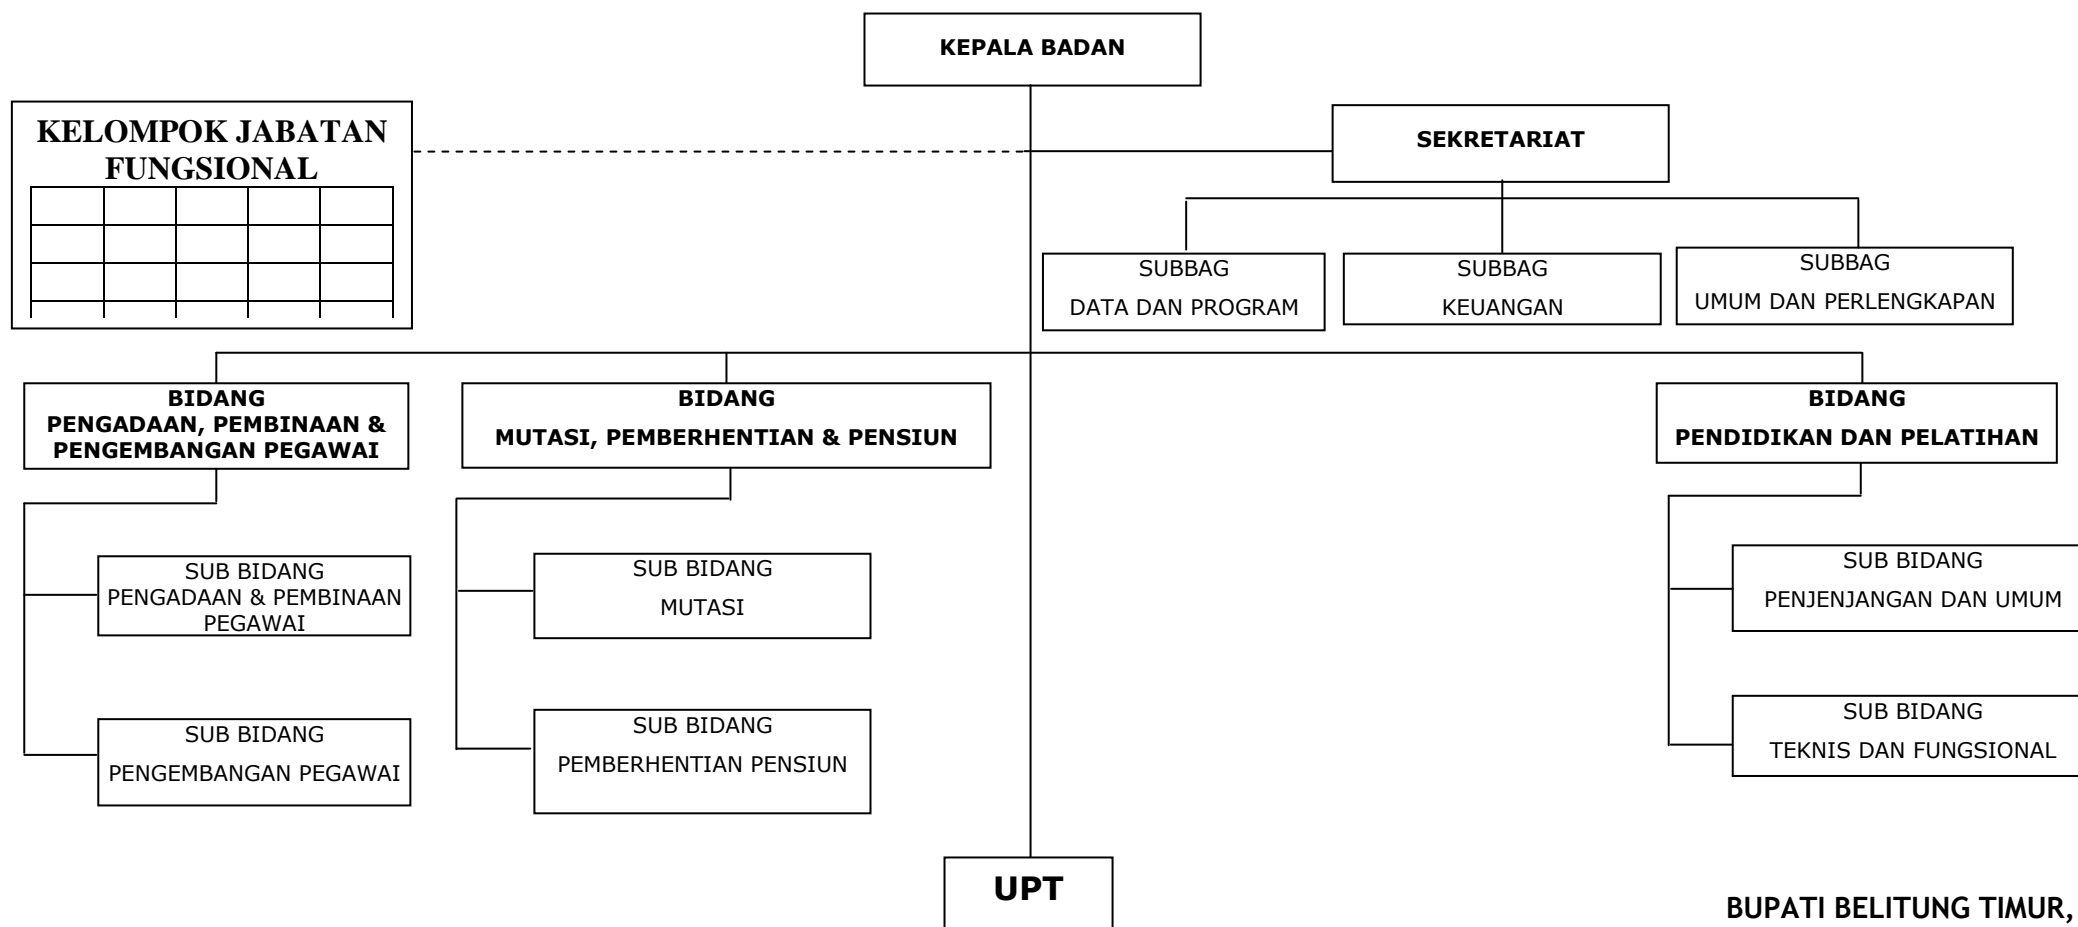 KEPALA BADAN
KELOMPOK JABATAN
FUNGSIONAL
SEKRETARIAT
SUBBAG
DATA DAN PROGRAM
SUBBAG
KEUANGAN
SUBBAG
UMUM DAN PERLENGKAPAN
BIDANG
PENGADAAN, PEMBINAAN &
PENGEMBANGAN PEGAWAI
BIDANG
MUTASI, PEMBERHENTIAN & PENSIUN
BIDANG
PENDIDIKAN DAN PELATIHAN
SUB BIDANG
PENGADAAN & PEMBINAAN
PEGAWAI
SUB BIDANG
MUTASI
SUB BIDANG
PENJENJANGAN DAN UMUM
SUB BIDANG
PENGEMBANGAN PEGAWAI
SUB BIDANG
PEMBERHENTIAN PENSIUN
SUB BIDANG
TEKNIS DAN FUNGSIONAL
UPT
BUPATI BELITUNG TIMUR,